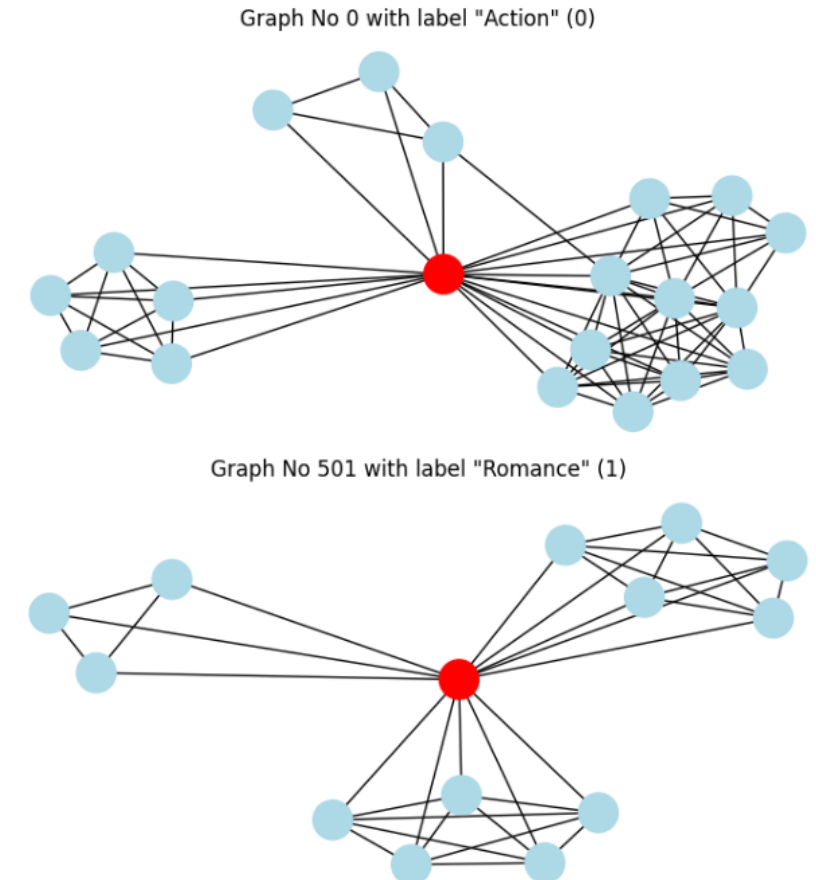 Graph No 0 with label "Action" (0)
Graph No 501 with label "Romance" (1)